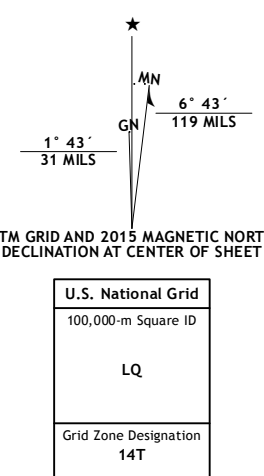 MN
GN
6° 43´
119 MILS
1° 43´
31 MILS
TM GRID AND 2015 MAGNETIC NORT
DECLINATION AT CENTER OF SHEET
U.S. National Grid
100,000-m Square ID
LQ
Grid Zone Designation
14T